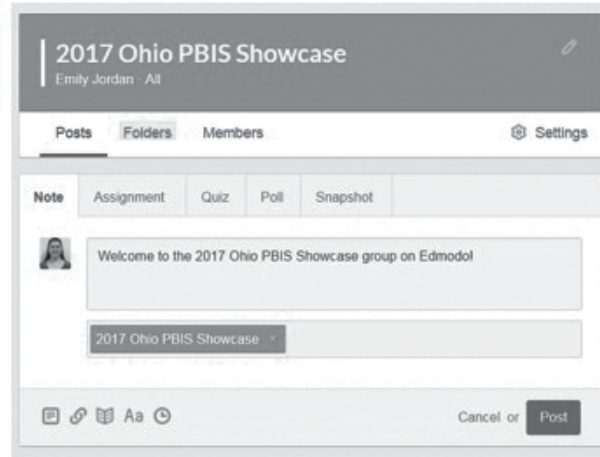 2017 Ohio PBIS Showcase
Emily Jordan - All
Posts Folders Members Settings
Note Assignment Quiz Poll Snapshot
Welcome to the 2017 Ohio PBIS Showcase group on Edmodo!
2017 Ohio PBIS Showcase ×
Aa Cancel or Post